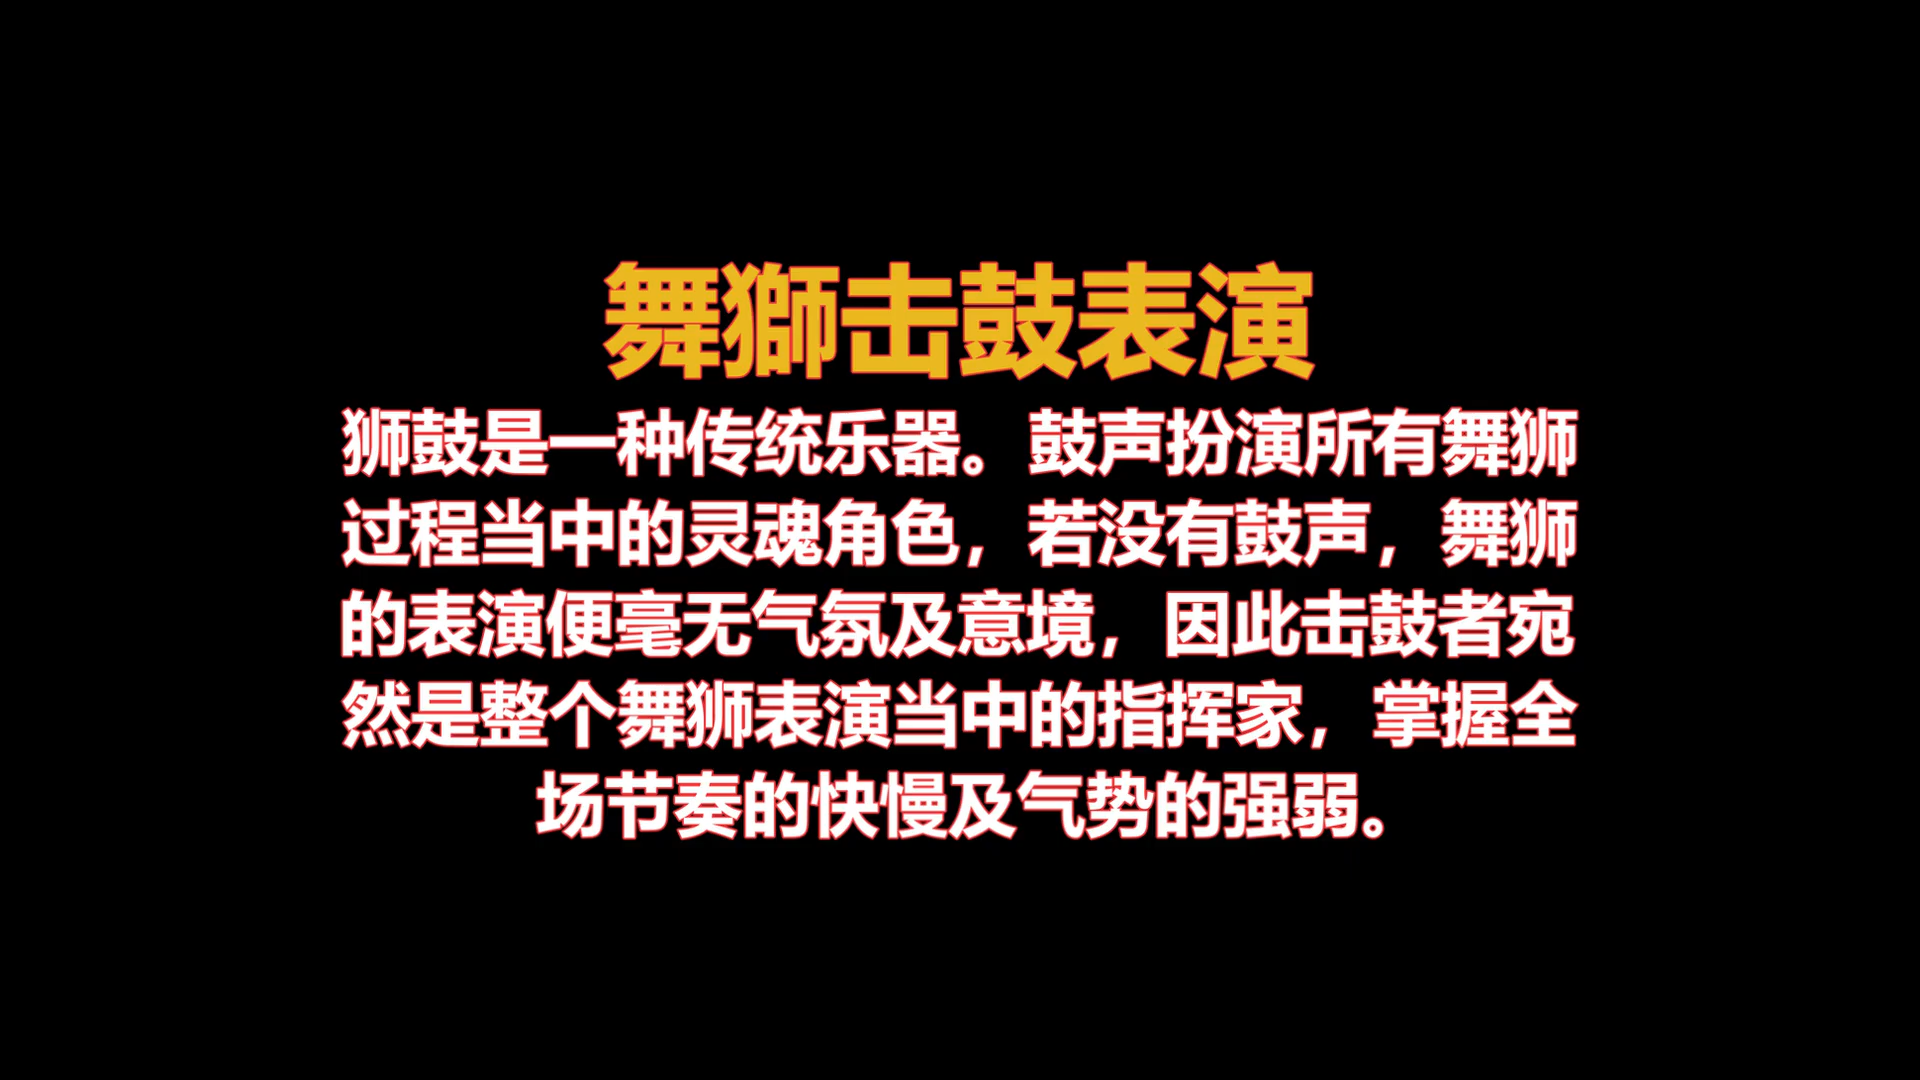 舞獅击鼓表演
狮鼓是一种传统乐器。鼓声扮演所有舞狮
过程当中的灵魂角色，若没有鼓声，舞狮
的表演便毫无气氛及意境，因此击鼓者宛
然是整个舞狮表演当中的指挥家，掌握全
场节奏的快慢及气势的强弱。